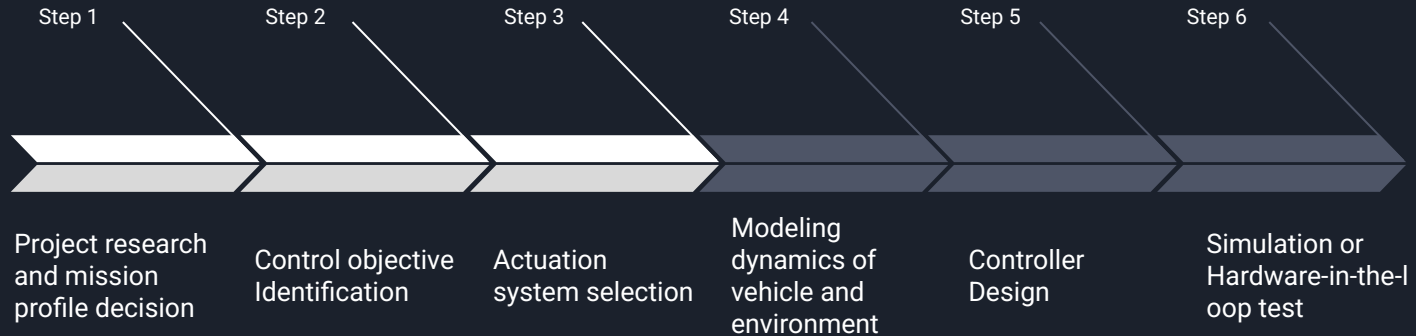 Step 1
Step 2
Step 3
Step 4
Step 5
Step 6
Project research
and mission
profile decision
Control objective
Identification
Actuation
system selection
Modeling
dynamics of
vehicle and
environment
Controller
Design
Simulation or
Hardware-in-the-l
oop test